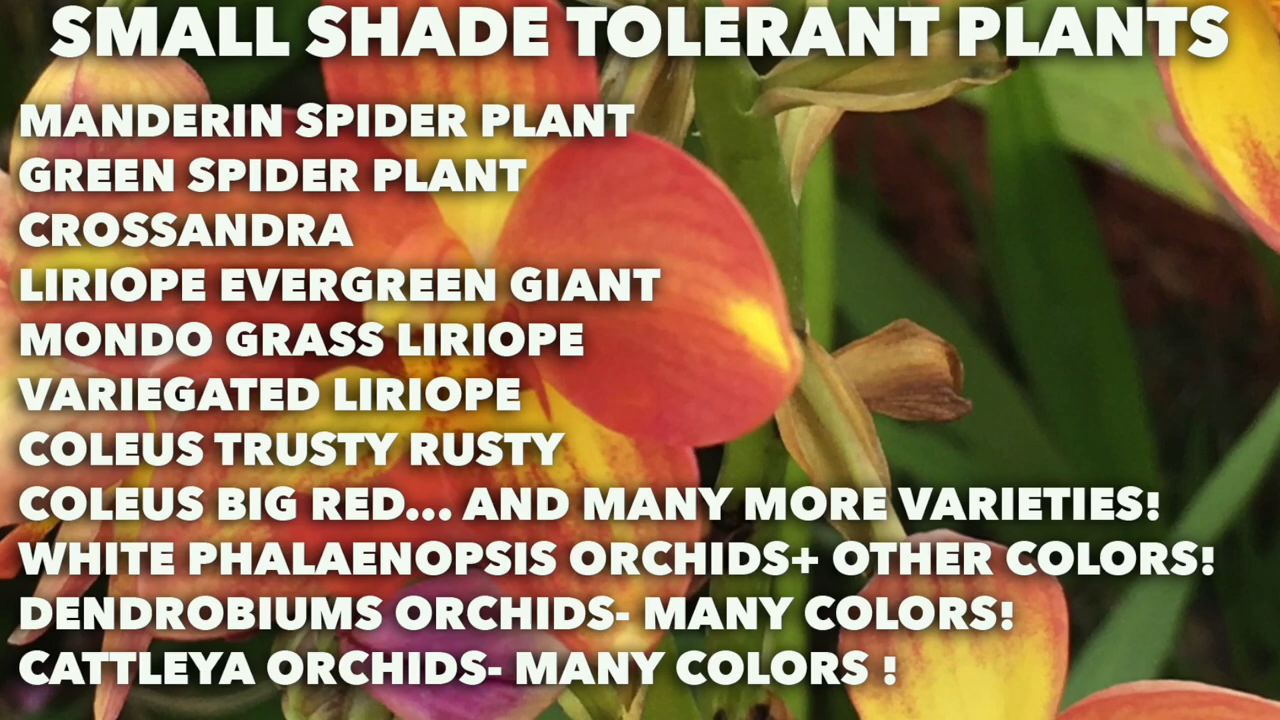 SMALL SHADE TOLERANT PLANTS
MANDERIN SPIDER PLANT
GREEN SPIDER PLANT
CROSSANDRA
LIRIOPE EVERGREEN GIANT
MONDO GRASS LIRIOPE
VARIEGATED LIRIOPE
COLEUS TRUSTY RUSTY
COLEUS BIG RED... AND MANY MORE VARIETIES!
WHITE PHALAENOPSIS ORCHIDS+ OTHER COLORS!
DENDROBIUMS ORCHIDS- MANY COLORS!
CATTLEYA ORCHIDS- MANY COLORS !